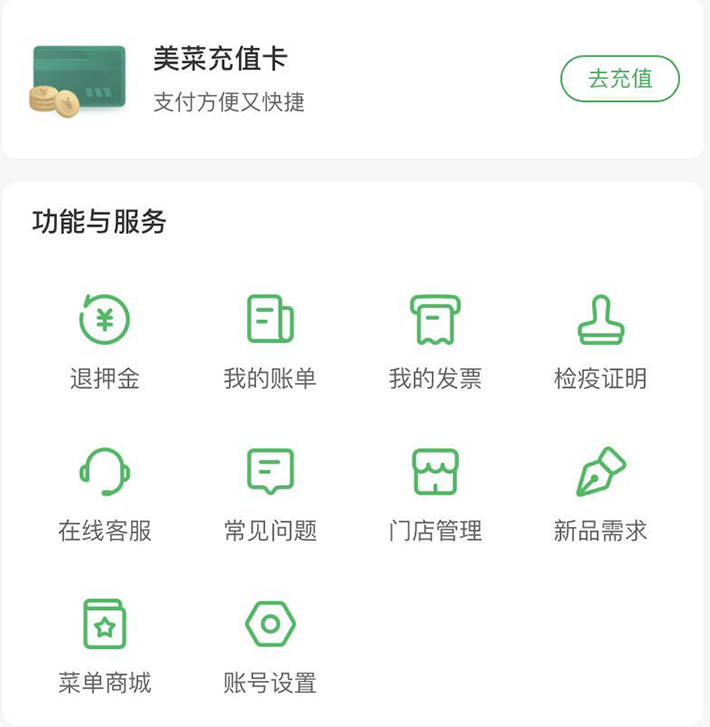 美菜充值卡
支付方便又快捷
去充值
功能与服务
退押金
我的账单
我的发票
检疫证明
在线客服
常见问题
门店管理
新品需求
菜单商城
账号设置